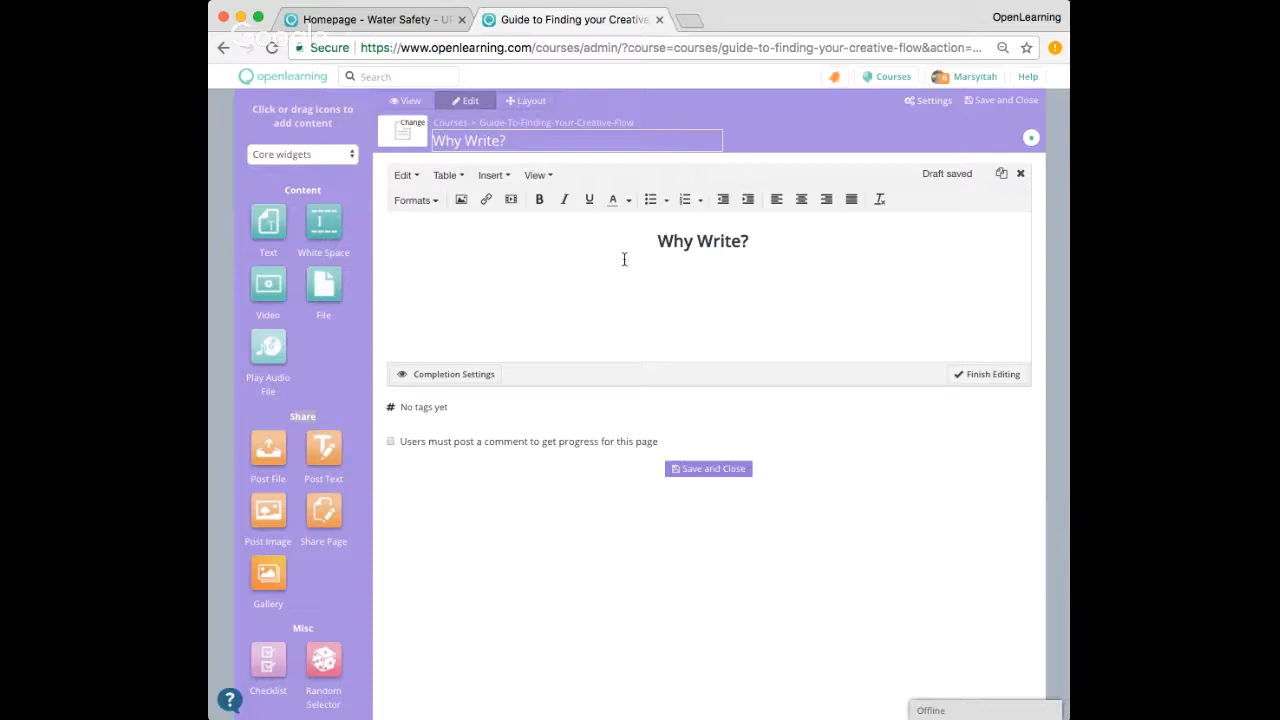 Homepage - Water Safety - UP
Guide to Finding your Creative
OpenLearning
Google
Secure
https://www.openlearning.com/courses/admin/?course=courses/guide-to-finding-your-creative-flow&action=...
openlearning
Search
Courses
Marsyitah
Help
Click or drag icons to
add content
View
Edit
Layout
Settings
Save and Close
Change
Courses > Guide-To-Finding-Your-Creative-Flow
Why Write?
Core widgets
Edit
Table
Insert
View
Draft saved
Formats
B I U A
Content
Why Write?
Text
White Space
Video
File
Play Audio
File
Completion Settings
Finish Editing
# No tags yet
Share
Users must post a comment to get progress for this page
Save and Close
Post File
Post Text
Post Image
Share Page
Gallery
Misc
Checklist
Random
Selector
?
Offline